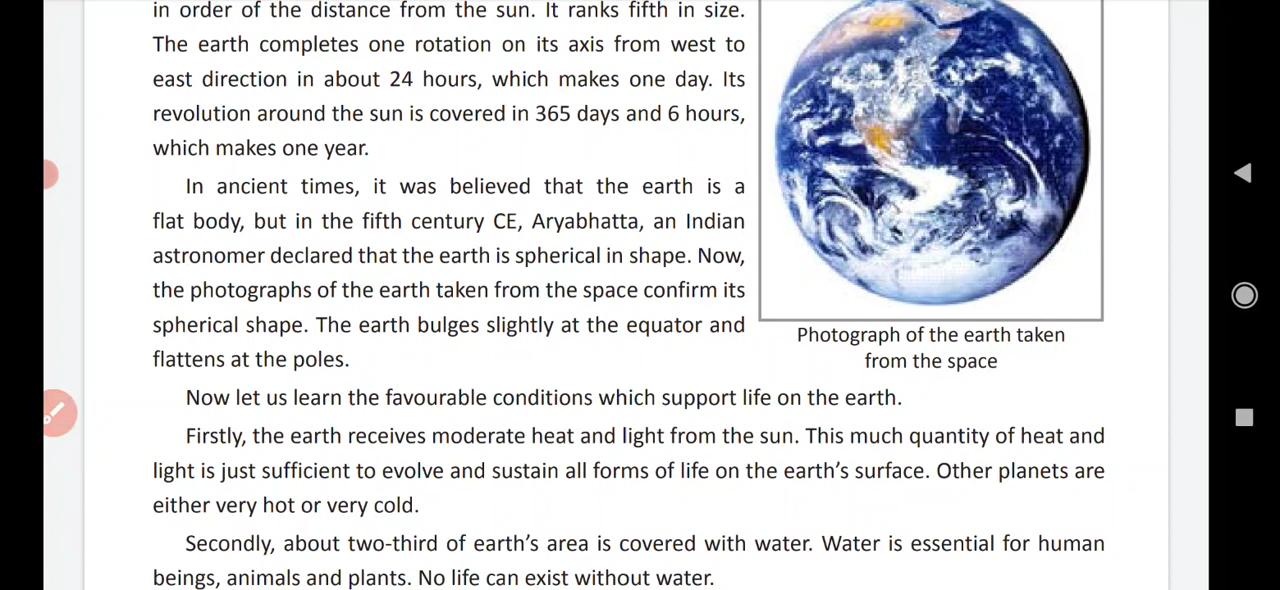 in order of the distance from the sun. It ranks fifth in size.
The earth completes one rotation on its axis from west to
east direction in about 24 hours, which makes one day. Its
revolution around the sun is covered in 365 days and 6 hours,
which makes one year.
In ancient times, it was believed that the earth is a
flat body, but in the fifth century CE, Aryabhatta, an Indian
astronomer declared that the earth is spherical in shape. Now,
the photographs of the earth taken from the space confirm its
spherical shape. The earth bulges slightly at the equator and
flattens at the poles.
Photograph of the earth taken
from the space
Now let us learn the favourable conditions which support life on the earth.
Firstly, the earth receives moderate heat and light from the sun. This much quantity of heat and
light is just sufficient to evolve and sustain all forms of life on the earth's surface. Other planets are
either very hot or very cold.
Secondly, about two-third of earth's area is covered with water. Water is essential for human
beings, animals and plants. No life can exist without water.